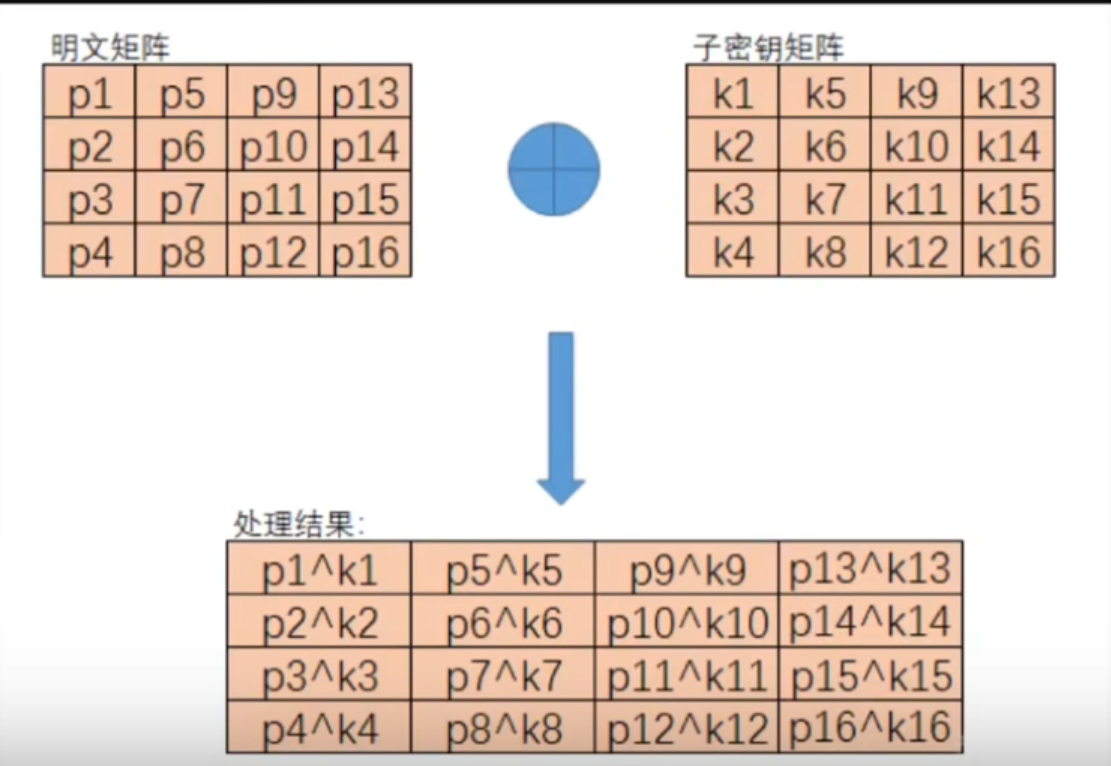 明文矩阵
子密钥矩阵
p1 p5 p9 p13
p2 p6 p10 p14
p3 p7 p11 p15
p4 p8 p12 p16
k1 k5 k9 k13
k2 k6 k10 k14
k3 k7 k11 k15
k4 k8 k12 k16
处理结果:
p1^k1 p5^k5 p9^k9 p13^k13
p2^k2 p6^k6 p10^k10 p14^k14
p3^k3 p7^k7 p11^k11 p15^k15
p4^k4 p8^k8 p12^k12 p16^k16